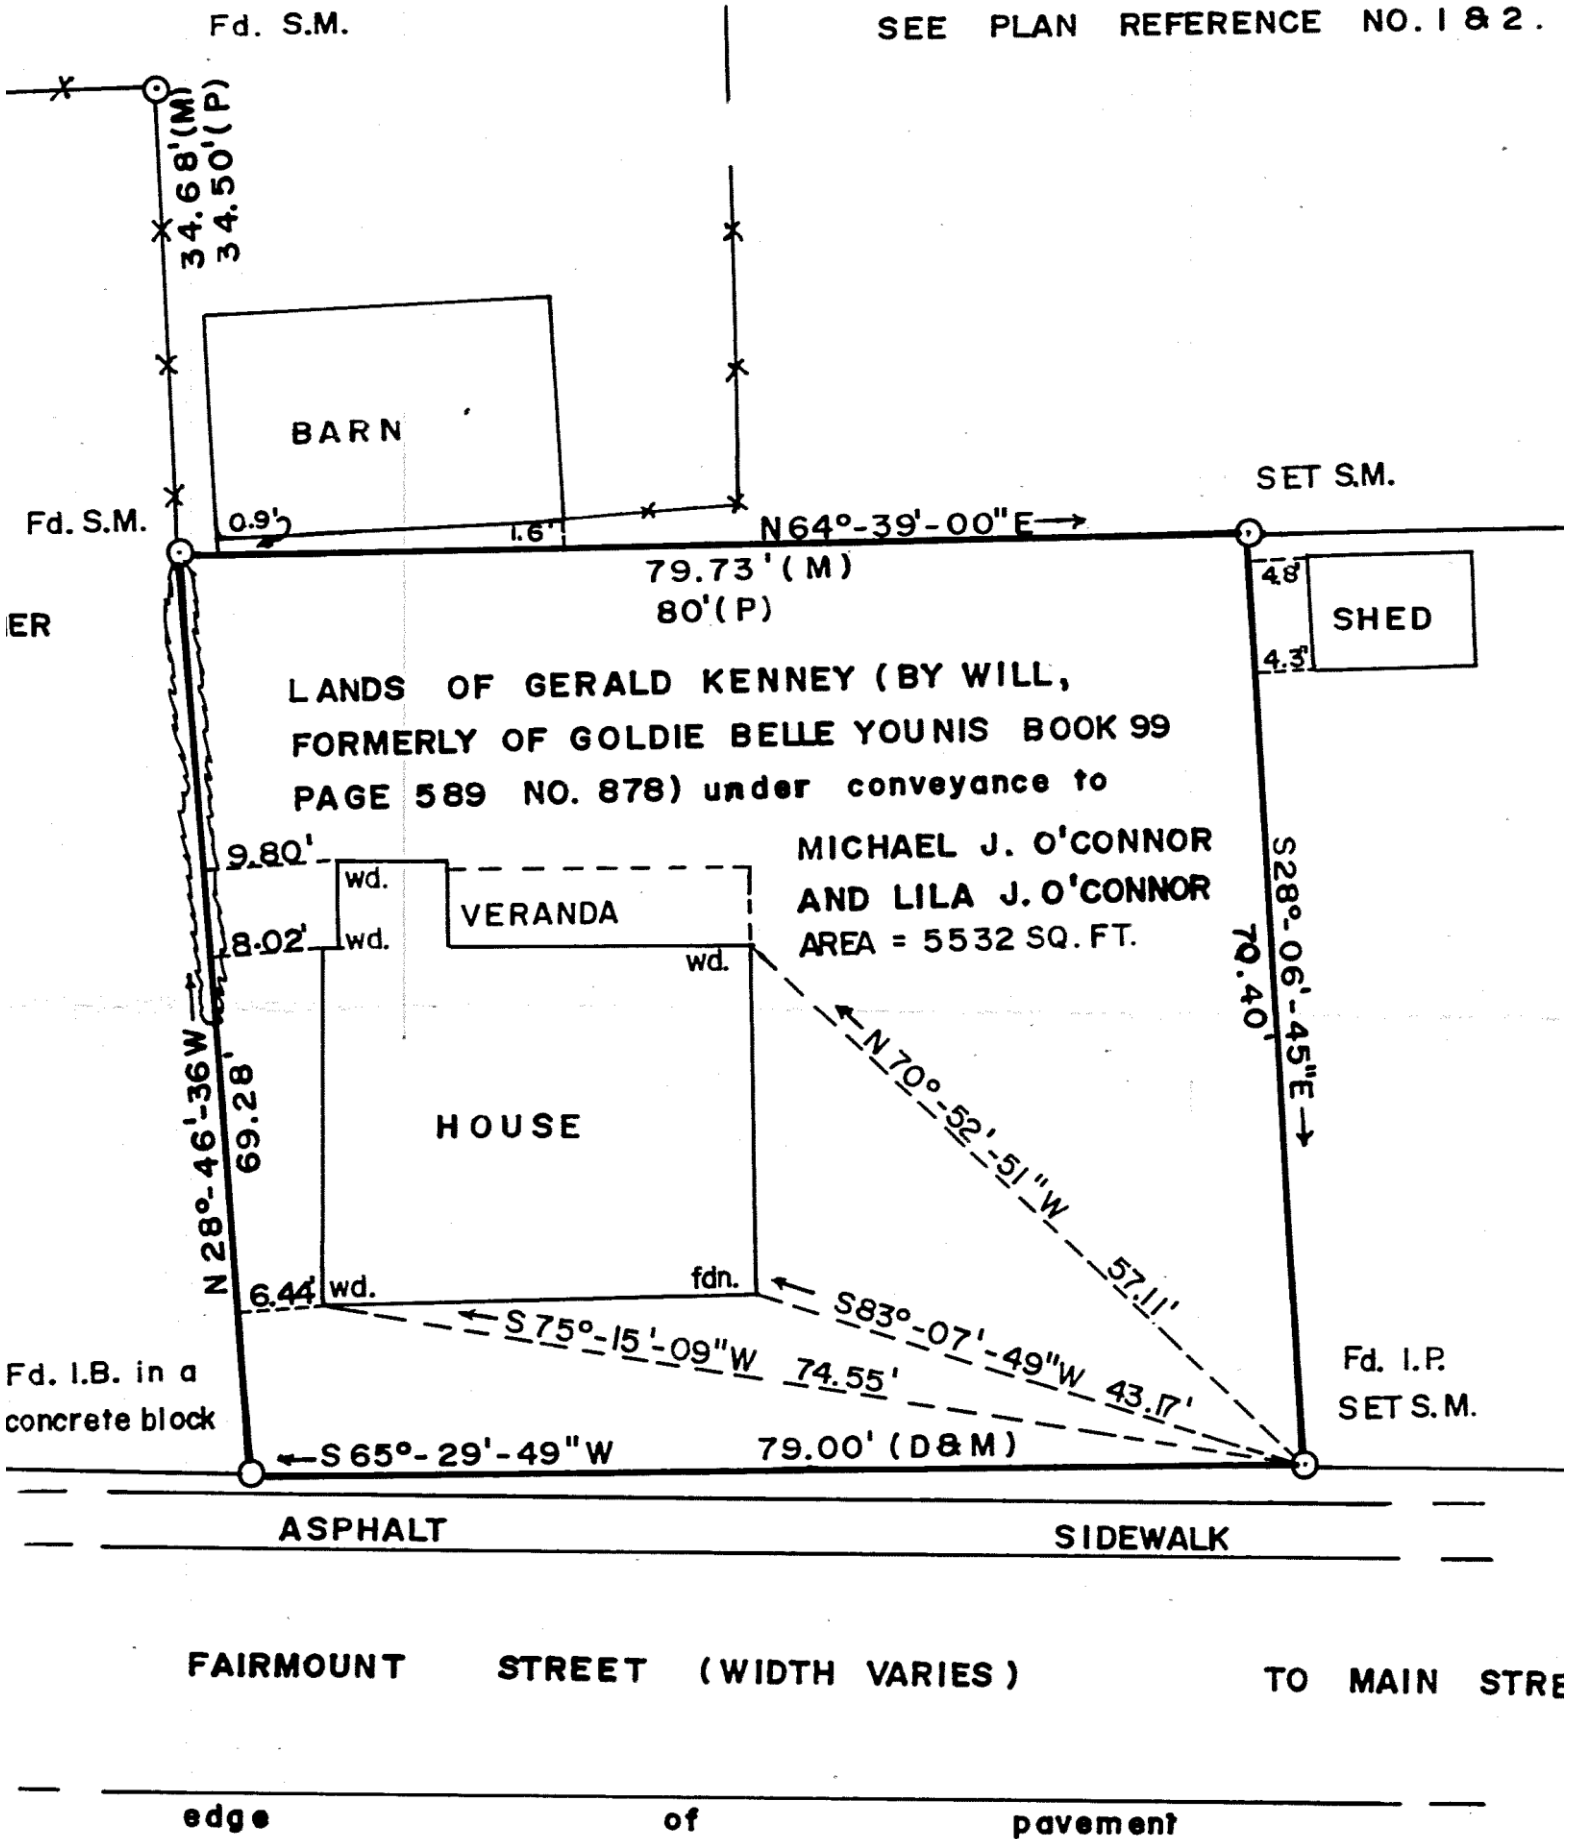 Fd. S.M.
SEE PLAN REFERENCE NO. 1 & 2.
34.68'(M)
34.50'(P)
BARN
SET S.M.
Fd. S.M.
0.9'
1.6'
N64°-39'-00"E
79.73'(M)
80'(P)
4.8'
SHED
4.3'
ER
LANDS OF GERALD KENNEY (BY WILL,
FORMERLY OF GOLDIE BELLE YOUNIS BOOK 99
PAGE 589 NO. 878) under conveyance to
MICHAEL J. O'CONNOR
AND LILA J. O'CONNOR
AREA = 5532 SQ. FT.
9.80'
wd.
VERANDA
8.02'
wd.
wd.
S28°-06'-45"E
70.40'
N28°-46'-36W
69.28'
HOUSE
N70°-52'-51"W
57.11'
6.44'
wd.
fdn.
S83°-07'-49"W 43.17'
S75°-15'-09"W 74.55'
Fd. I.B. in a
concrete block
Fd. I.P.
SET S.M.
S65°-29'-49"W 79.00' (D&M)
ASPHALT SIDEWALK
FAIRMOUNT STREET (WIDTH VARIES) TO MAIN STRE
edge of pavement